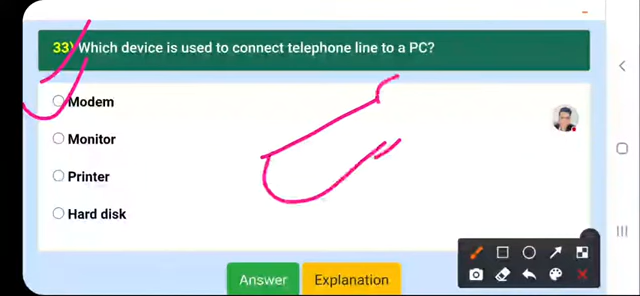 33) Which device is used to connect telephone line to a PC?
Modem
Monitor
Printer
Hard disk
Answer
Explanation